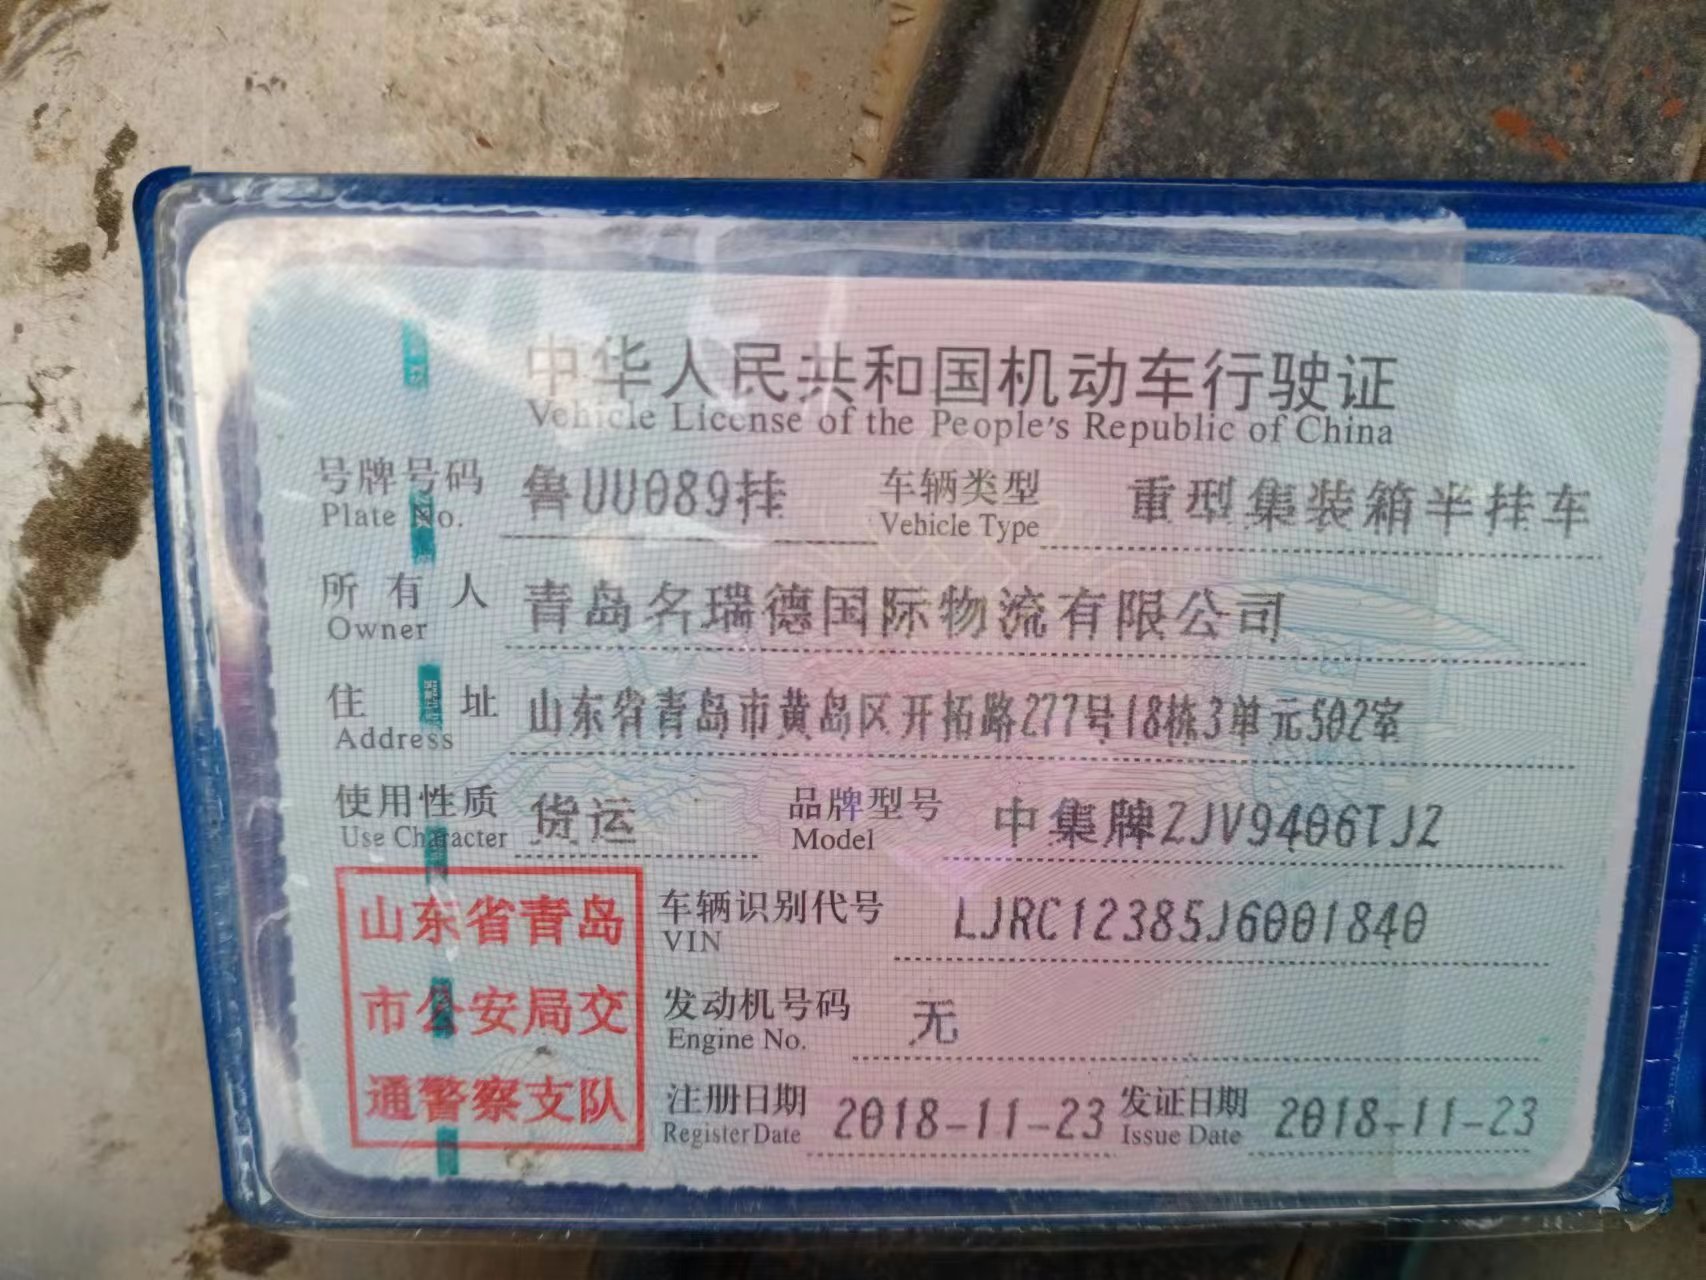 中华人民共和国机动车行驶证
Vehicle License of the People's Republic of China
号牌号码 鲁UU089挂 车辆类型 重型集装箱半挂车
Plate No. Vehicle Type
所有人 青岛名瑞德国际物流有限公司
Owner
住址 山东省青岛市黄岛区开拓路277号18栋3单元502室
Address
使用性质 货运 品牌型号 中集牌ZJV9406TJZ
Use Character Model
山东省青岛
市公安局交
通警察支队
车辆识别代号 LJRC12385J6001840
VIN
发动机号码 无
Engine No.
注册日期 2018-11-23 发证日期 2018-11-23
Register Date Issue Date